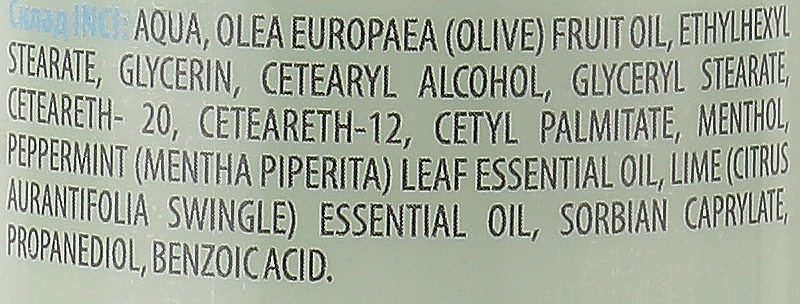 Склад INCI: AQUA, OLEA EUROPAEA (OLIVE) FRUIT OIL, ETHYLHEXYL
STEARATE, GLYCERIN, CETEARYL ALCOHOL, GLYCERYL STEARATE,
CETEARETH- 20, CETEARETH-12, CETYL PALMITATE, MENTHOL,
PEPPERMINT (MENTHA PIPERITA) LEAF ESSENTIAL OIL, LIME (CITRUS
AURANTIFOLIA SWINGLE) ESSENTIAL OIL, SORBIAN CAPRYLATE,
PROPANEDIOL, BENZOIC ACID.